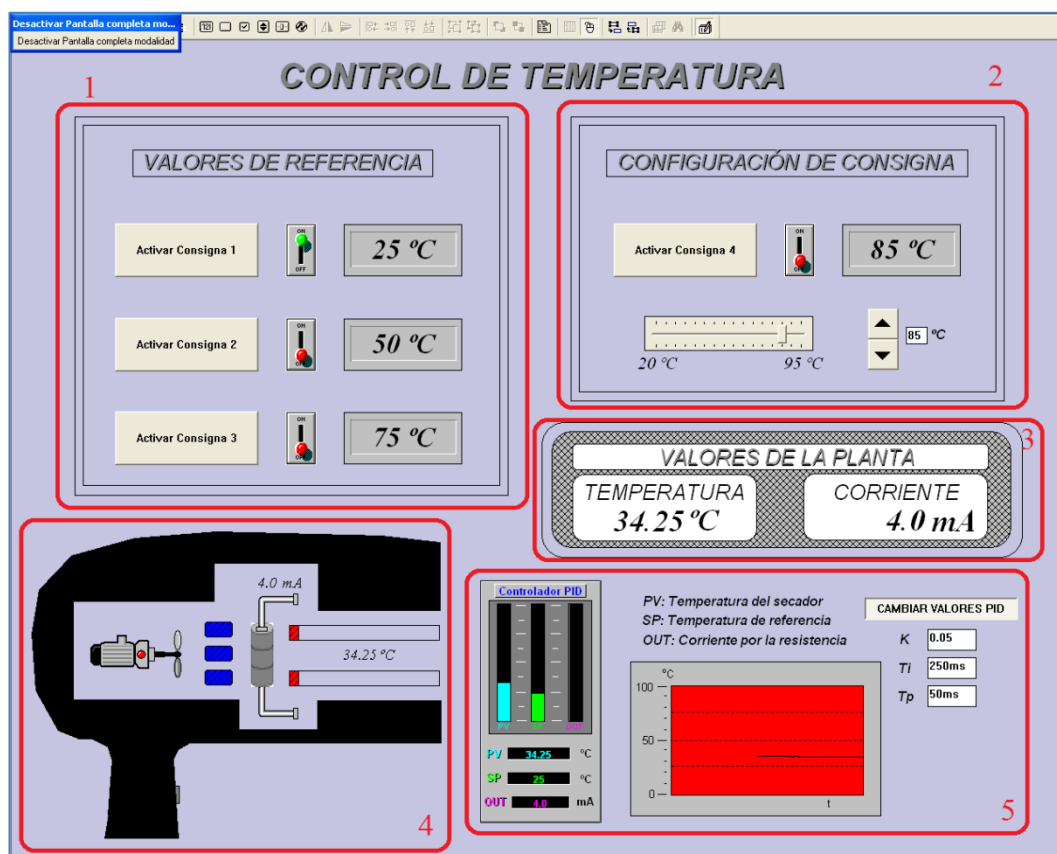 Desactivar Pantalla completa mo...
Desactivar Pantalla completa modalidad
CONTROL DE TEMPERATURA
1
2
VALORES DE REFERENCIA
Activar Consigna 1
ON
OFF
25 ºC
Activar Consigna 2
ON
50 ºC
Activar Consigna 3
ON
75 ºC
CONFIGURACIÓN DE CONSIGNA
Activar Consigna 4
ON
85 ºC
20 ºC
95 ºC
85 ºC
3
VALORES DE LA PLANTA
TEMPERATURA
34.25 ºC
CORRIENTE
4.0 mA
4.0 mA
34.25 ºC
4
Controlador PID
PV
OUT
PV 34.25 ºC
SP 25 ºC
OUT 4.0 mA
PV: Temperatura del secador
SP: Temperatura de referencia
OUT: Corriente por la resistencia
CAMBIAR VALORES PID
K 0.05
Ti 250ms
Tp 50ms
ºC
100
50
0
t
5